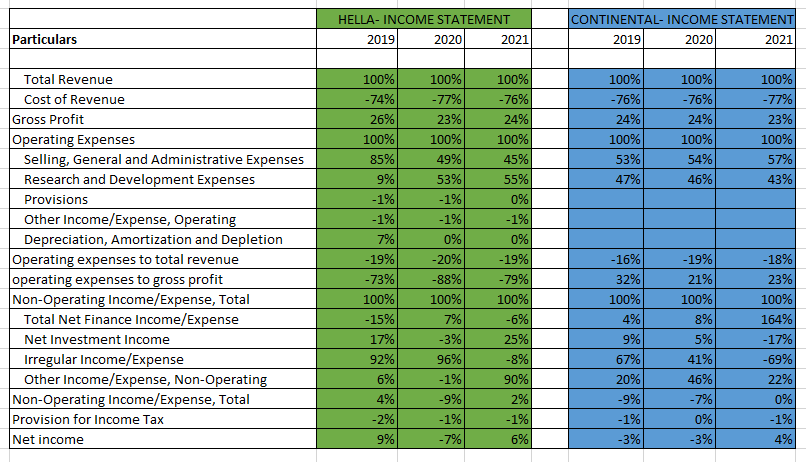 HELLA- INCOME STATEMENT CONTINENTAL- INCOME STATEMENT
Particulars 2019 2020 2021 2019 2020 2021
Total Revenue 100% 100% 100% 100% 100% 100%
Cost of Revenue -74% -77% -76% -76% -76% -77%
Gross Profit 26% 23% 24% 24% 24% 23%
Operating Expenses 100% 100% 100% 100% 100% 100%
Selling, General and Administrative Expenses 85% 49% 45% 53% 54% 57%
Research and Development Expenses 9% 53% 55% 47% 46% 43%
Provisions -1% -1% 0%
Other Income/Expense, Operating -1% -1% -1%
Depreciation, Amortization and Depletion 7% 0% 0%
Operating expenses to total revenue -19% -20% -19% -16% -19% -18%
operating expenses to gross profit -73% -88% -79% 32% 21% 23%
Non-Operating Income/Expense, Total 100% 100% 100% 100% 100% 100%
Total Net Finance Income/Expense -15% 7% -6% 4% 8% 164%
Net Investment Income 17% -3% 25% 9% 5% -17%
Irregular Income/Expense 92% 96% -8% 67% 41% -69%
Other Income/Expense, Non-Operating 6% -1% 90% 20% 46% 22%
Non-Operating Income/Expense, Total 4% -9% 2% -9% -7% 0%
Provision for Income Tax -2% -1% -1% -1% 0% -1%
Net income 9% -7% 6% -3% -3% 4%